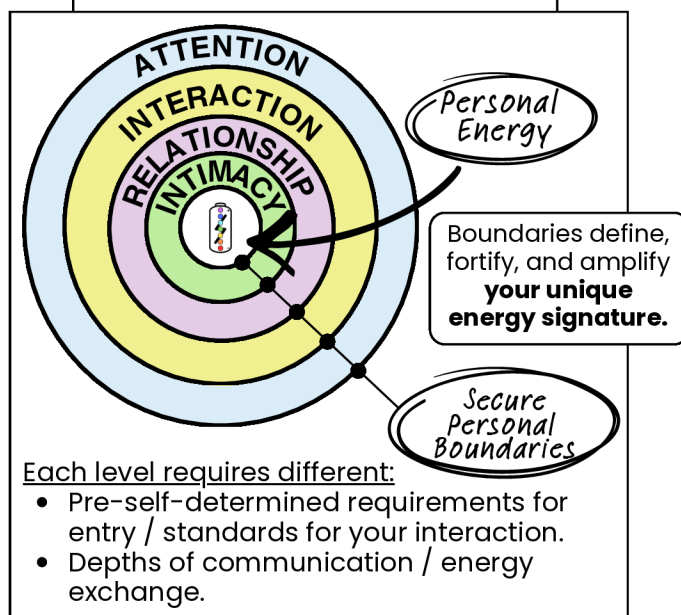 ATTENTION
INTERACTION
RELATIONSHIP
INTIMACY
Personal
Energy
Boundaries define,
fortify, and amplify
your unique
energy signature.
Secure
Personal
Boundaries
Each level requires different:
• Pre-self-determined requirements for
entry / standards for your interaction.
• Depths of communication / energy
exchange.